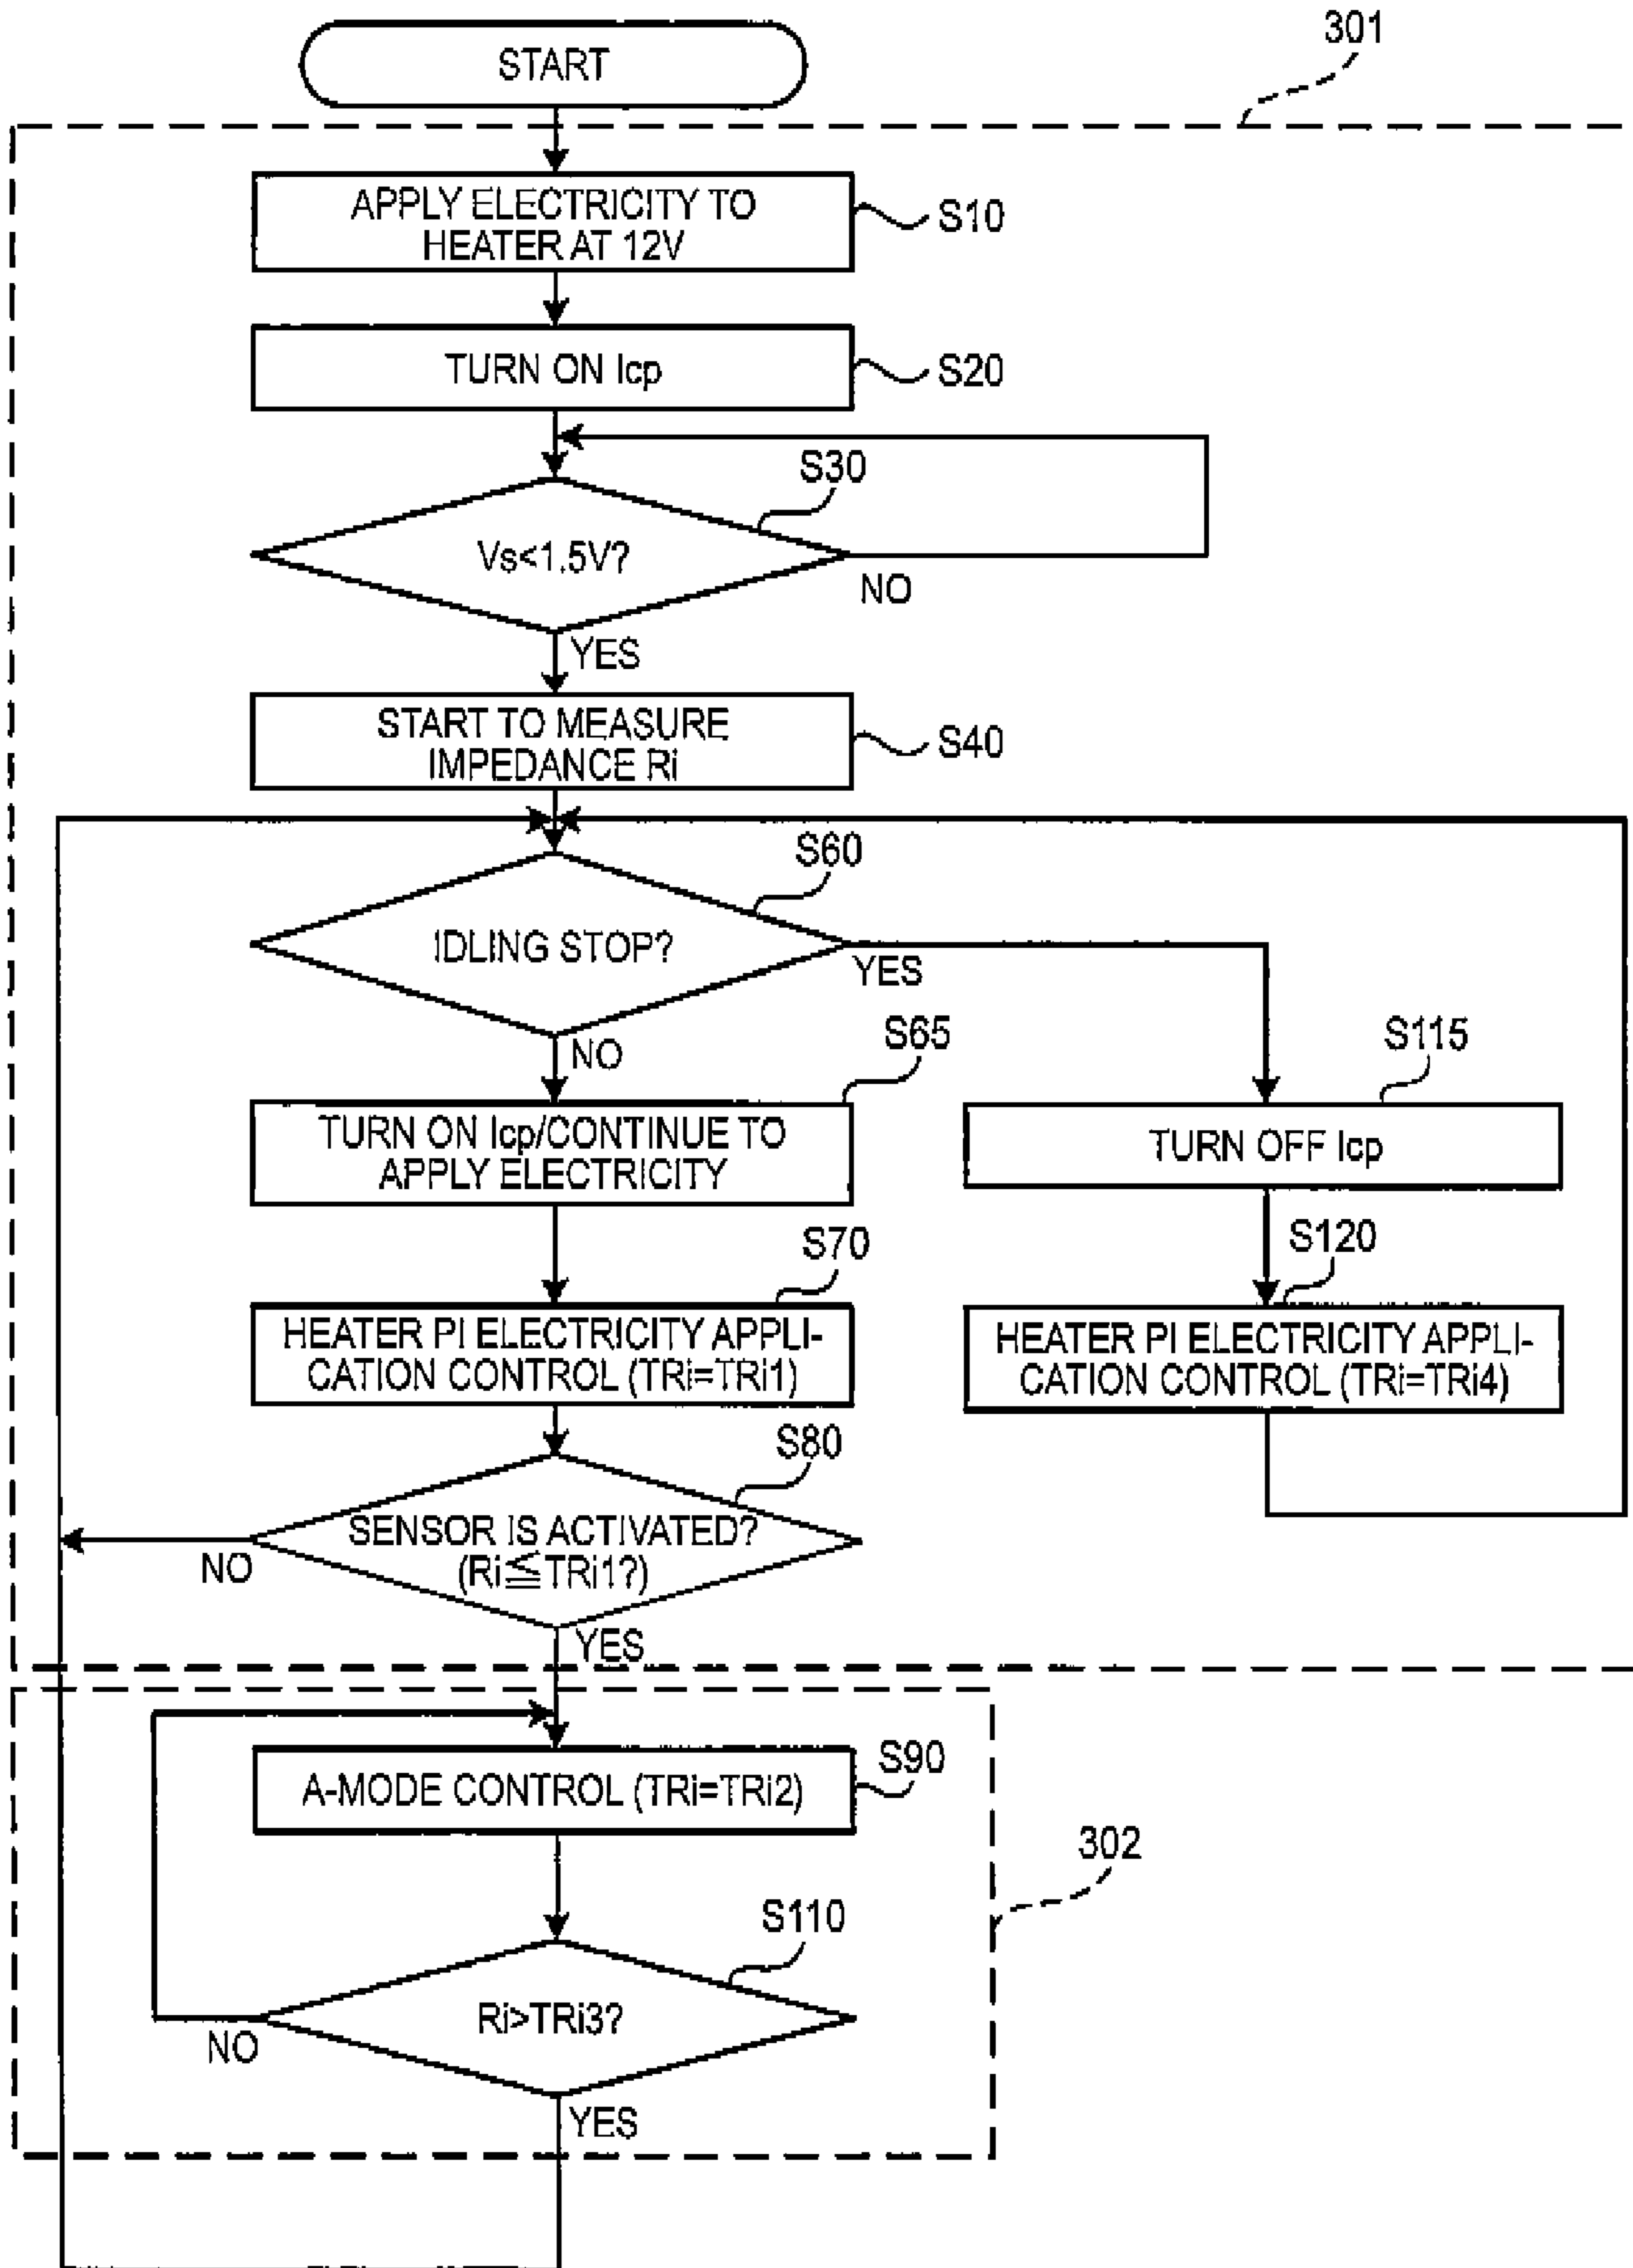 301
START
APPLY ELECTRICITY TO
HEATER AT 12V
S10
TURN ON Icp
S20
S30
Vs<1.5V?
NO
YES
START TO MEASURE
IMPEDANCE Ri
S40
S60
IDLING STOP?
YES
NO
S65
TURN ON Icp/CONTINUE TO
APPLY ELECTRICITY
S115
TURN OFF Icp
S70
HEATER PI ELECTRICITY APPLI-
CATION CONTROL (TRi=TRi1)
S120
HEATER PI ELECTRICITY APPLI-
CATION CONTROL (TRi=TRi4)
S80
SENSOR IS ACTIVATED?
(Ri≦TRi1?)
NO
YES
A-MODE CONTROL (TRi=TRi2)
S90
302
S110
Ri>TRi3?
NO
YES